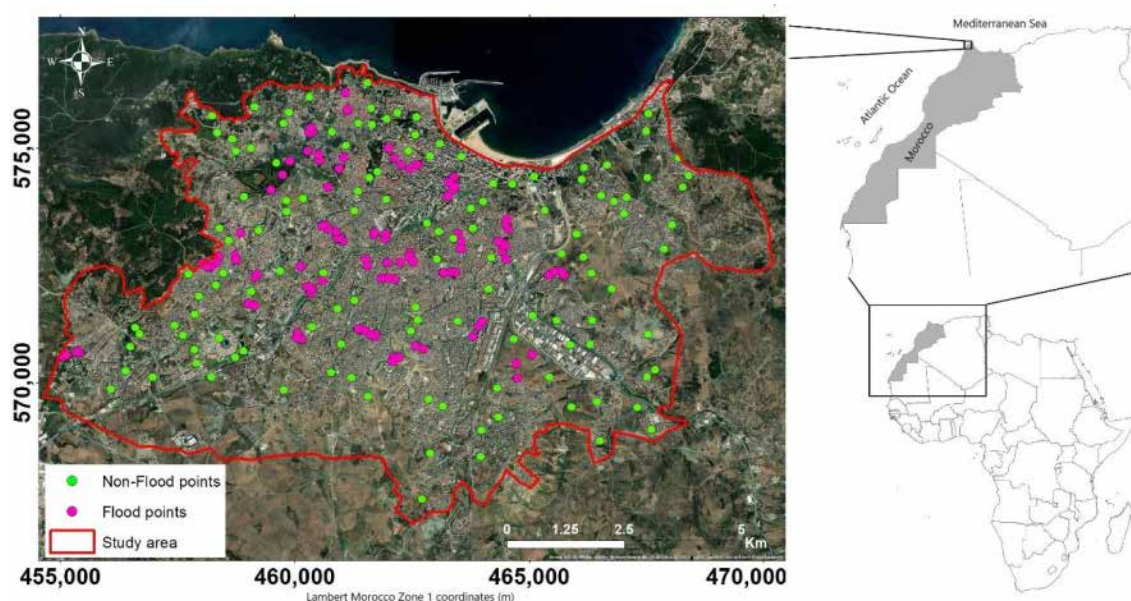 N
W E
S
575,000
570,000
Non-Flood points
Flood points
Study area
0 1.25 2.5 5
Km
455,000 460,000 465,000 470,000
Lambert Morocco Zone 1 coordinates (m)
Mediterranean Sea
Atlantic Ocean
Morocco